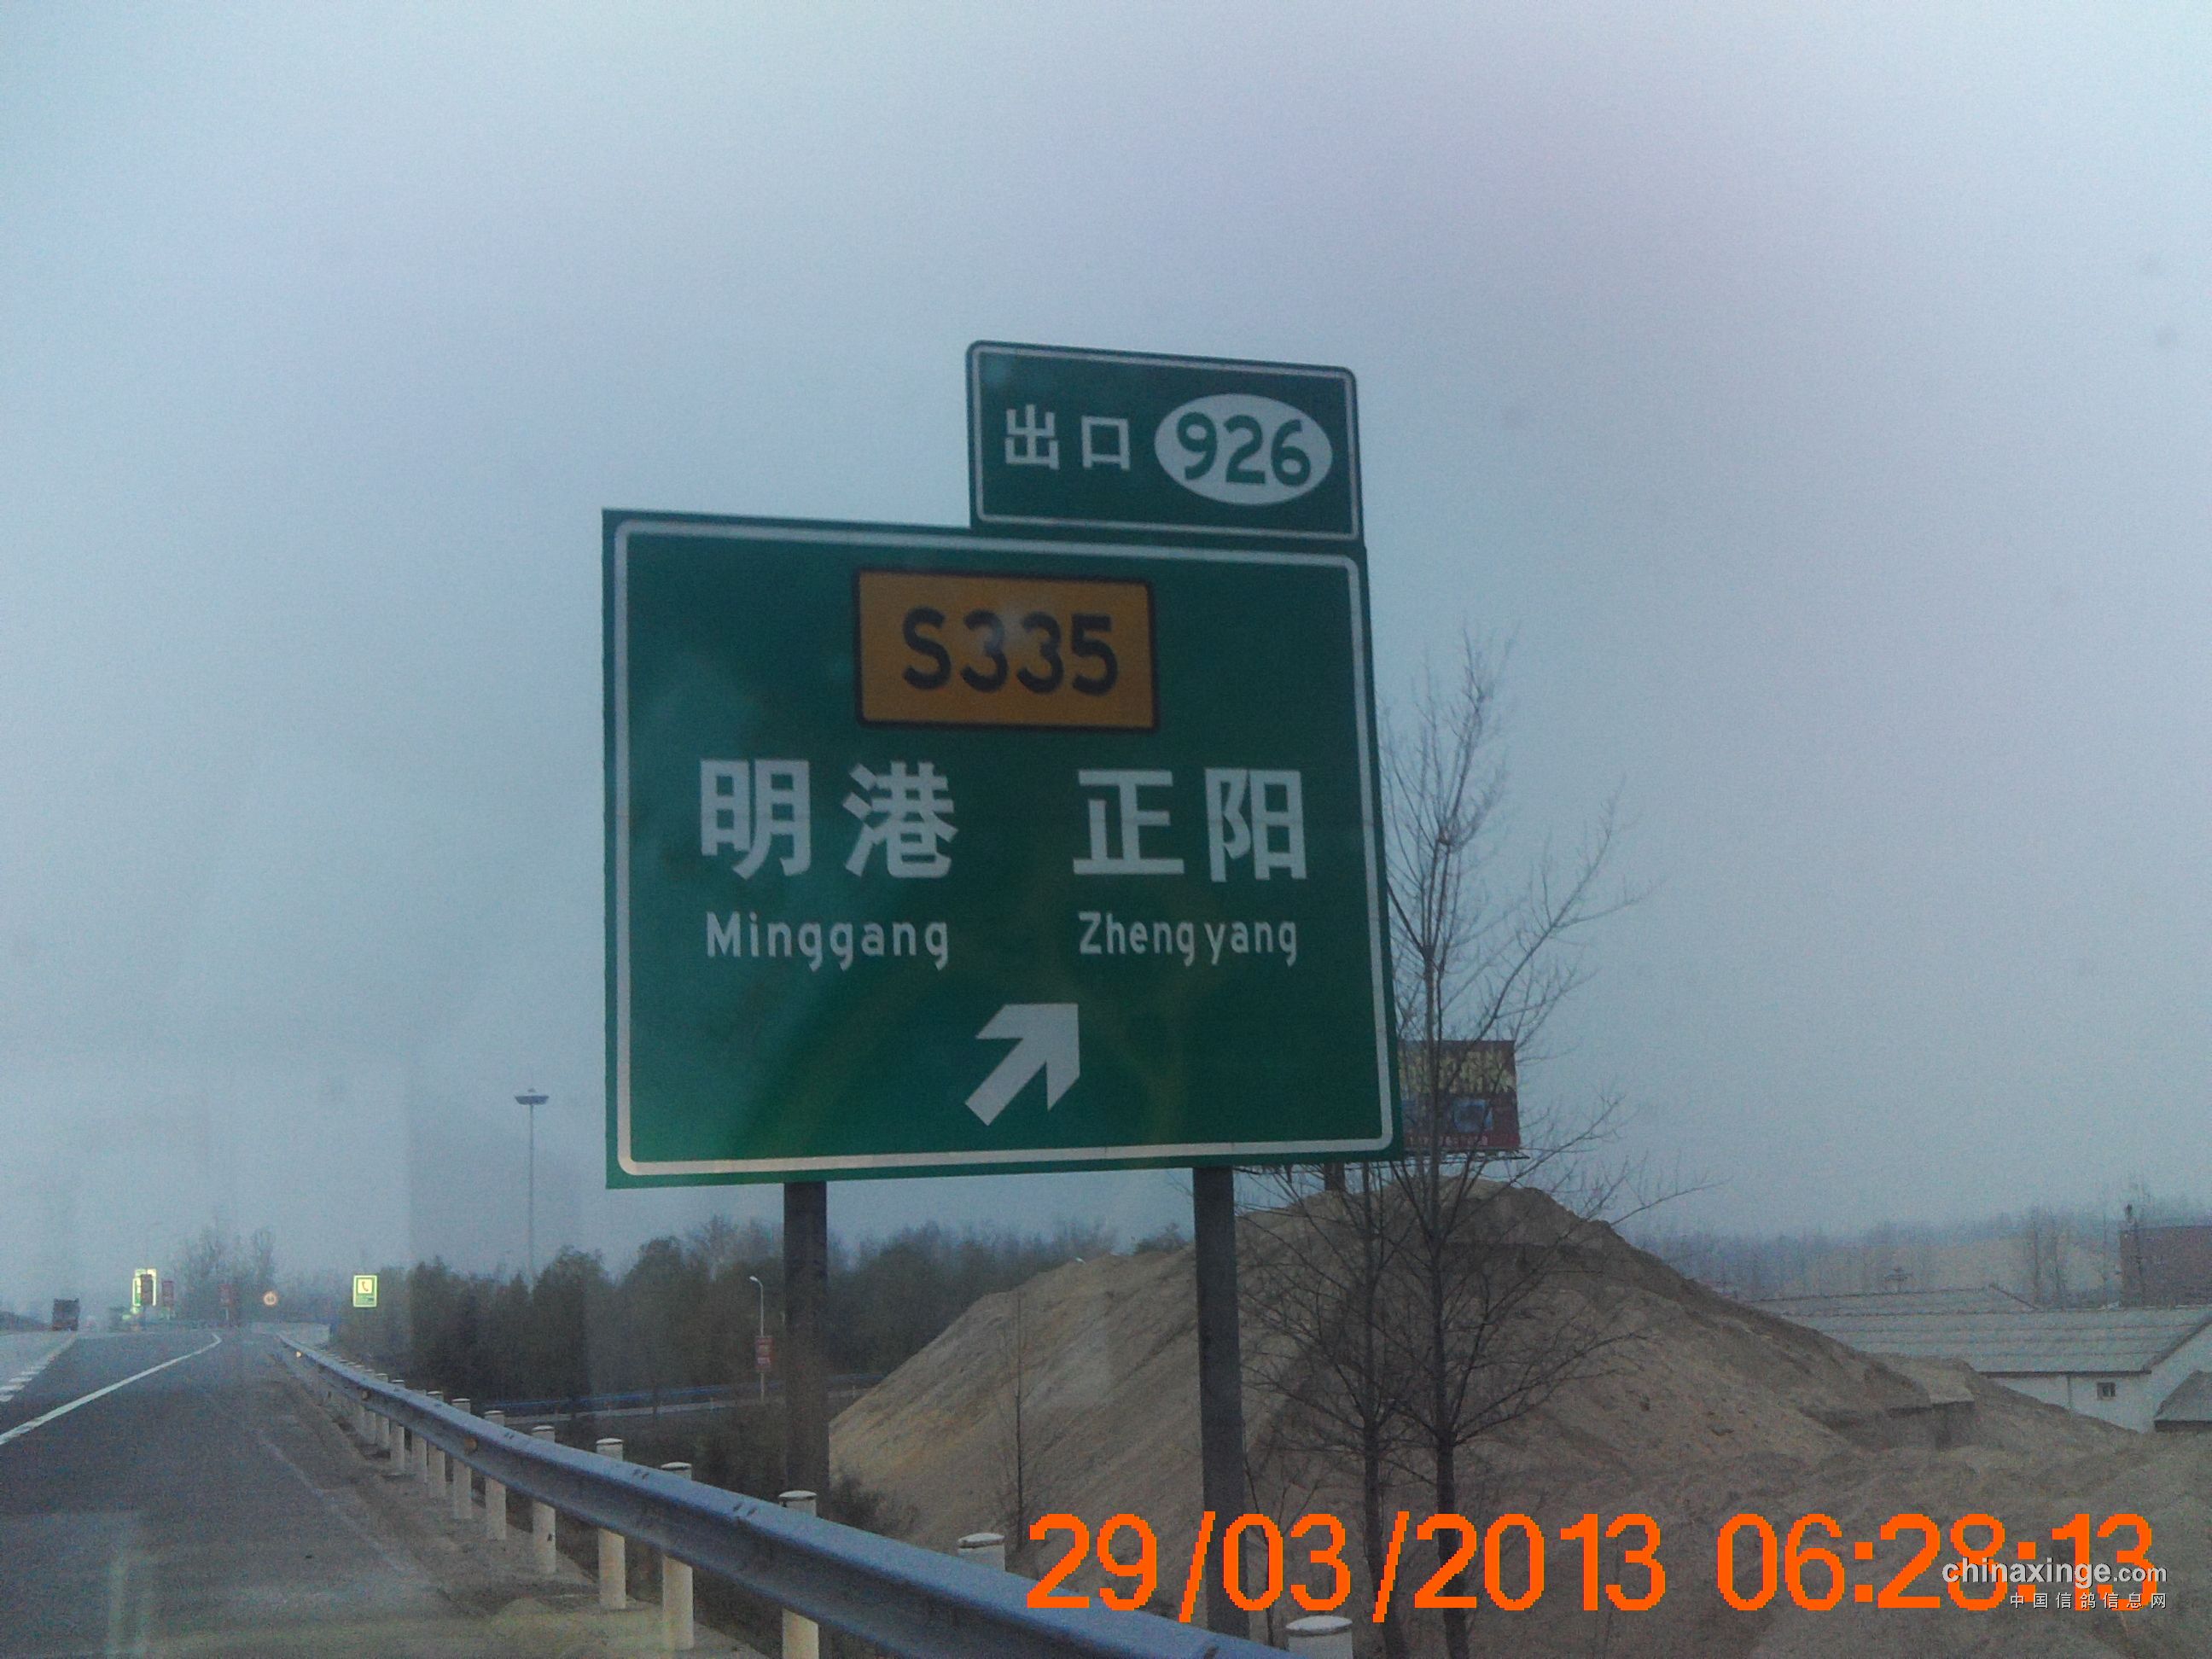 出口 926
S335
明港 正阳
Minggang Zhengyang
29/03/2013 06:28:13
chinaxinge.com
中国信鸽信息网